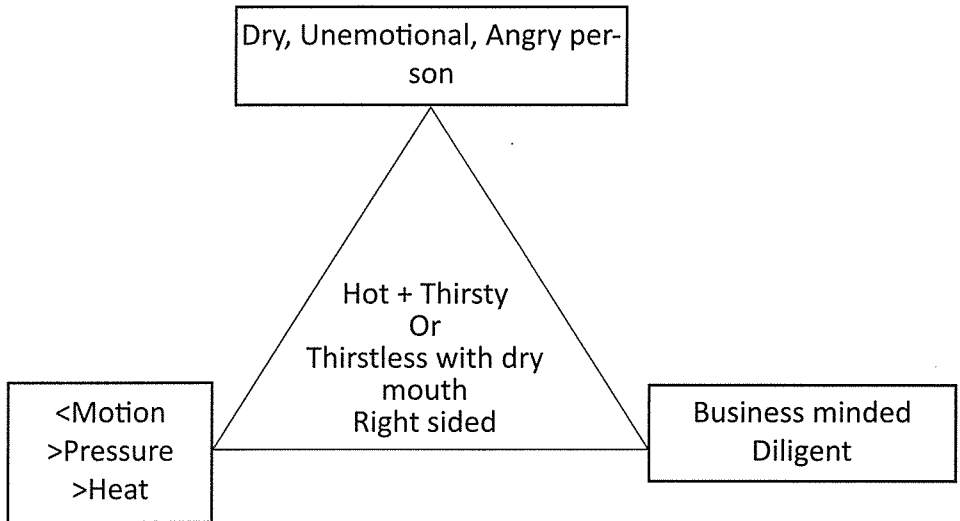 Dry, Unemotional, Angry per-
son
Hot + Thirsty
Or
Thirstless with dry
mouth
Right sided
<Motion
>Pressure
>Heat
Business minded
Diligent